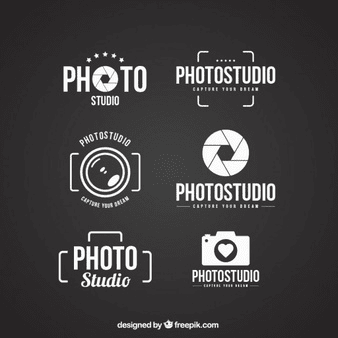 PHOTO
STUDIO
PHOTOSTUDIO
CAPTURE YOUR DREAM
PHOTOSTUDIO
CAPTURE YOUR DREAM
PHOTOSTUDIO
CAPTURE YOUR DREAM
PHOTO
Studio
PHOTOSTUDIO
CAPTURE YOUR DREAM
designed by freepik.com